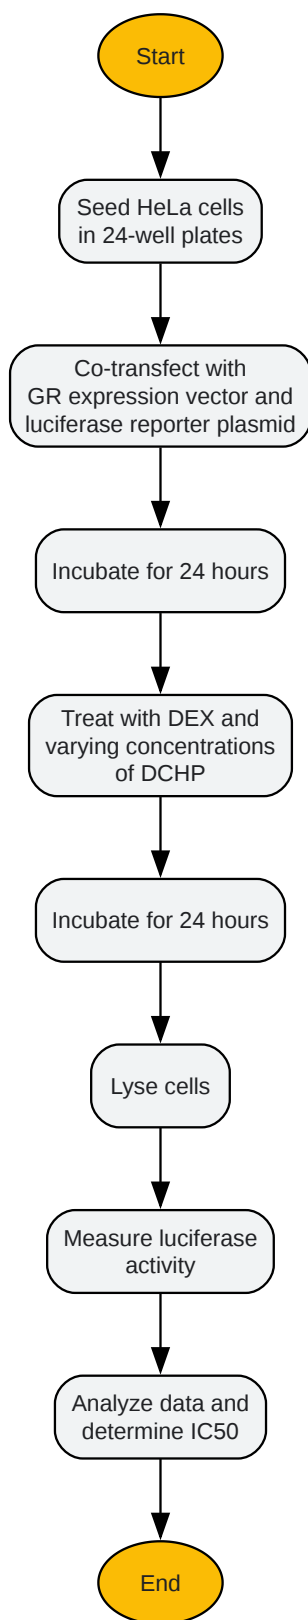 Start
Seed HeLa cells
in 24-well plates
Co-transfect with
GR expression vector and
luciferase reporter plasmid
Incubate for 24 hours
Treat with DEX and
varying concentrations
of DCHP
Incubate for 24 hours
Lyse cells
Measure luciferase
activity
Analyze data and
determine IC50
End